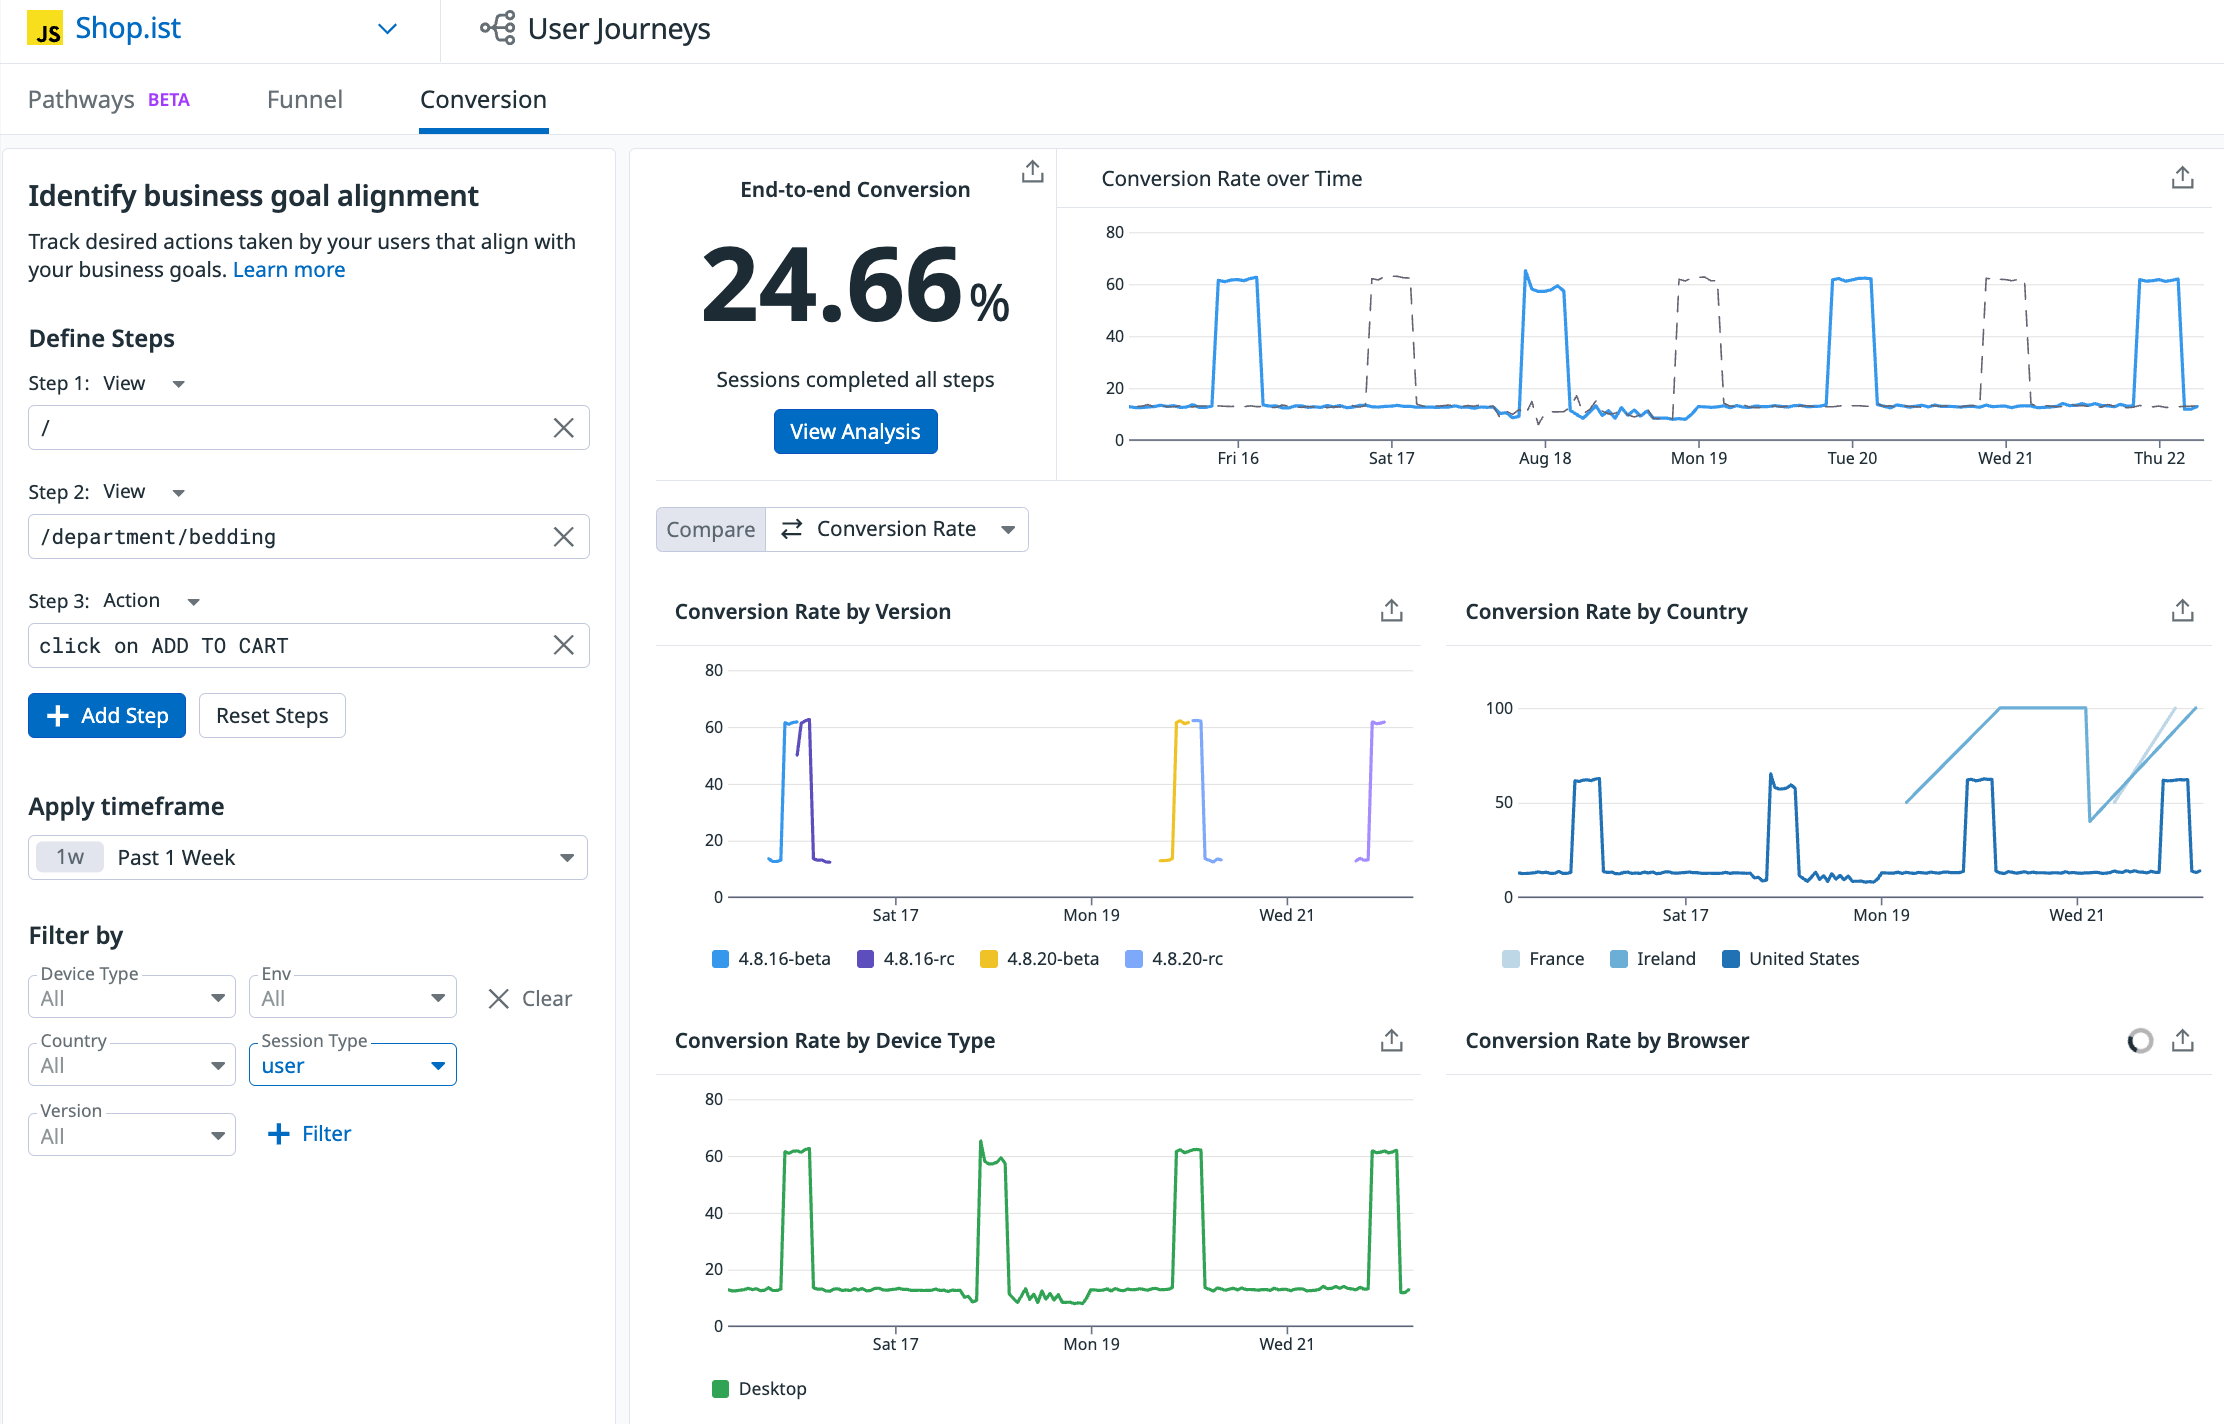 JS Shop.ist
User Journeys
Pathways BETA
Funnel
Conversion
Identify business goal alignment
Track desired actions taken by your users that align with
your business goals. Learn more
Define Steps
Step 1: View
/
Step 2: View
/department/bedding
Step 3: Action
click on ADD TO CART
Add Step
Reset Steps
Apply timeframe
1w Past 1 Week
Filter by
Device Type
All
Env
All
Clear
Country
All
Session Type
user
Version
All
Filter
End-to-end Conversion
24.66%
Sessions completed all steps
View Analysis
Conversion Rate over Time
80
60
40
20
0
Fri 16 Sat 17 Aug 18 Mon 19 Tue 20 Wed 21 Thu 22
Compare Conversion Rate
Conversion Rate by Version
80
60
40
20
0
Sat 17 Mon 19 Wed 21
4.8.16-beta 4.8.16-rc 4.8.20-beta 4.8.20-rc
Conversion Rate by Country
100
50
0
Sat 17 Mon 19 Wed 21
France Ireland United States
Conversion Rate by Device Type
80
60
40
20
0
Sat 17 Mon 19 Wed 21
Desktop
Conversion Rate by Browser